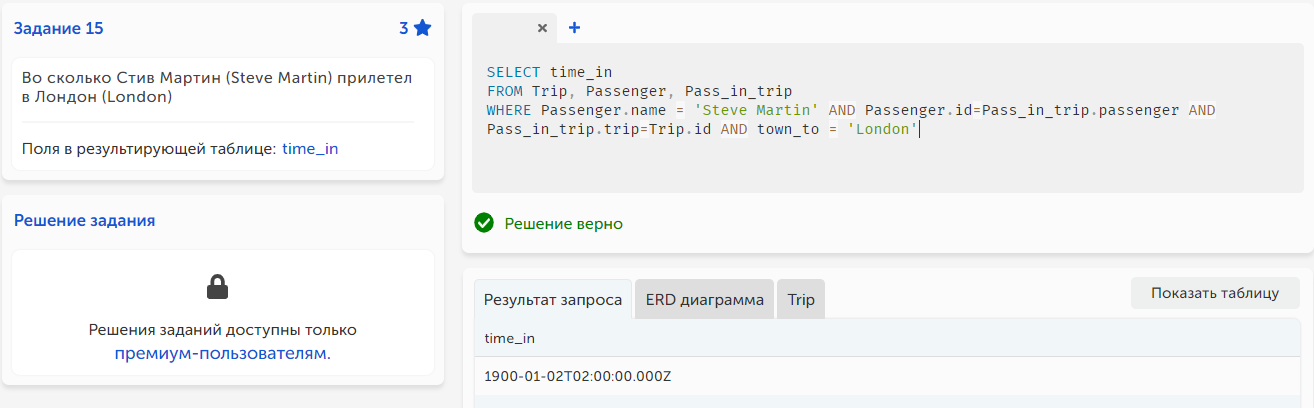 Задание 15
3
Во сколько Стив Мартин (Steve Martin) прилетел
в Лондон (London)
Поля в результирующей таблице: time_in
Решение задания
Решения заданий доступны только
премиум-пользователям.
× +
SELECT time_in
FROM Trip, Passenger, Pass_in_trip
WHERE Passenger.name = 'Steve Martin' AND Passenger.id=Pass_in_trip.passenger AND
Pass_in_trip.trip=Trip.id AND town_to = 'London'
Решение верно
Результат запроса ERD диаграмма Trip Показать таблицу
time_in
1900-01-02T02:00:00.000Z